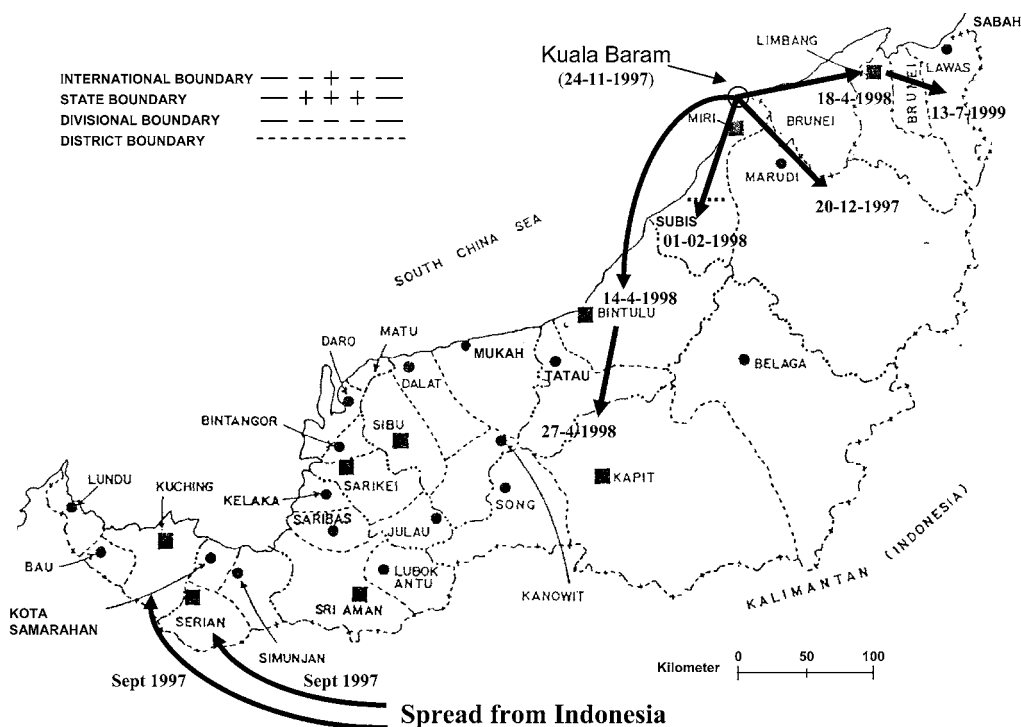 SABAH
LIMBANG
LAWAS
Kuala Baram
(24-11-1997)
INTERNATIONAL BOUNDARY
STATE BOUNDARY
DIVISIONAL BOUNDARY
DISTRICT BOUNDARY
18-4-1998
BRUNEI
13-7-1999
MIRI
BRUNEI
MARUDI
20-12-1997
SUBIS
01-02-1998
SOUTH CHINA SEA
14-4-1998
BINTULU
MATU
DARO
MUKAH
DALAT
TATAU
BELAGA
BINTANGOR
SIBU
27-4-1998
LUNDU
KUCHING
SARIKEI
KAPIT
KELAKA
SONG
SARIBAS
JULAU
BAU
LUBOK
ANTU
KANOWIT
KALIMANTAN (INDONESIA)
KOTA
SAMARAHAN
SERIAN
SRI AMAN
SIMUNJAN
Kilometer
0 50 100
Sept 1997
Sept 1997
Spread from Indonesia